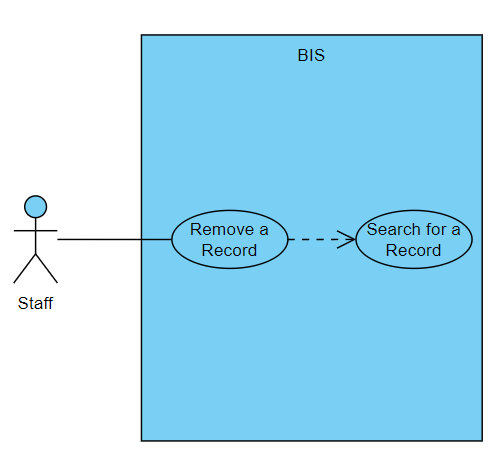 BIS
Remove a
Record
Search for a
Record
Staff